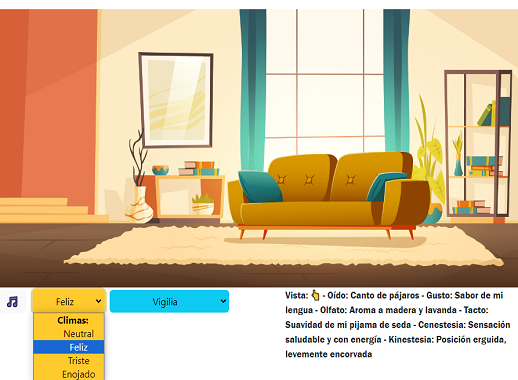 Feliz
Vigilia
Climas:
Neutral
Feliz
Triste
Enojado
Vista: 👆 - Oído: Canto de pájaros - Gusto: Sabor de mi
lengua - Olfato: Aroma a madera y lavanda - Tacto:
Suavidad de mi pijama de seda - Cenestesia: Sensación
saludable y con energía - Kinestesia: Posición erguida,
levemente encorvada